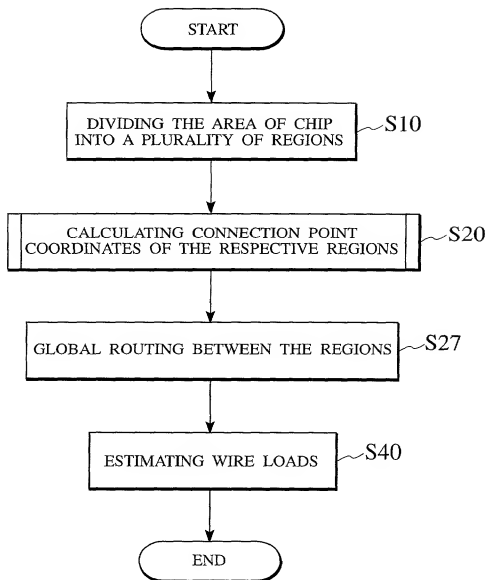 START
DIVIDING THE AREA OF CHIP
INTO A PLURALITY OF REGIONS
S10
CALCULATING CONNECTION POINT
COORDINATES OF THE RESPECTIVE REGIONS
S20
GLOBAL ROUTING BETWEEN THE REGIONS
S27
ESTIMATING WIRE LOADS
S40
END